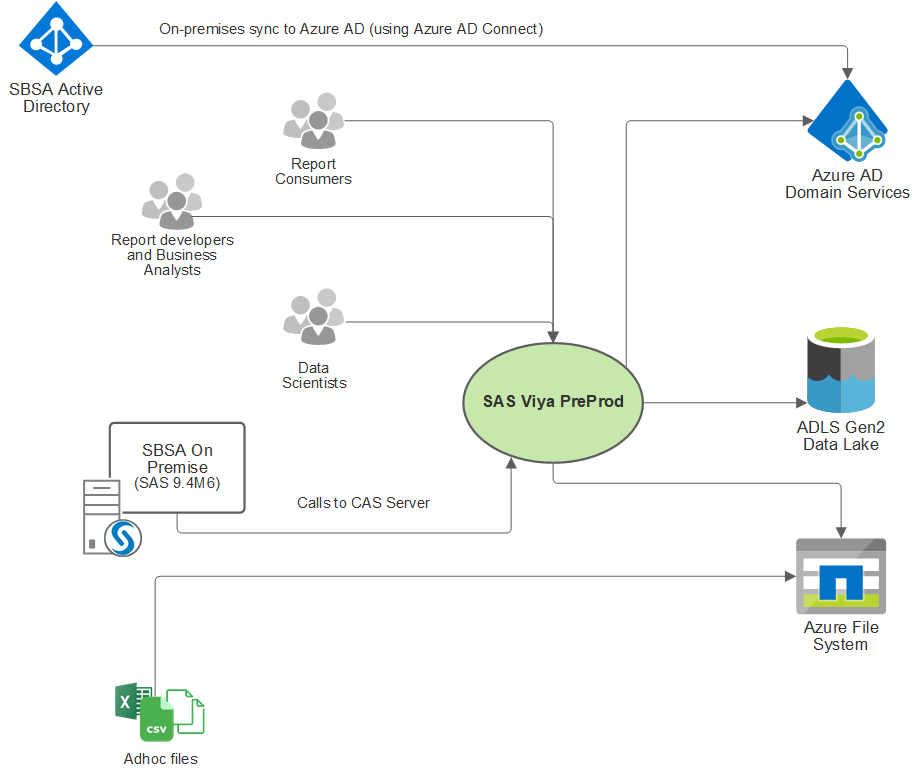 On-premises sync to Azure AD (using Azure AD Connect)
SBSA Active
Directory
Report
Consumers
Azure AD
Domain Services
Report developers
and Business
Analysts
Data
Scientists
SAS Viya PreProd
ADLS Gen2
Data Lake
SBSA On
Premise
(SAS 9.4M6)
Calls to CAS Server
Azure File
System
X
csv
Adhoc files